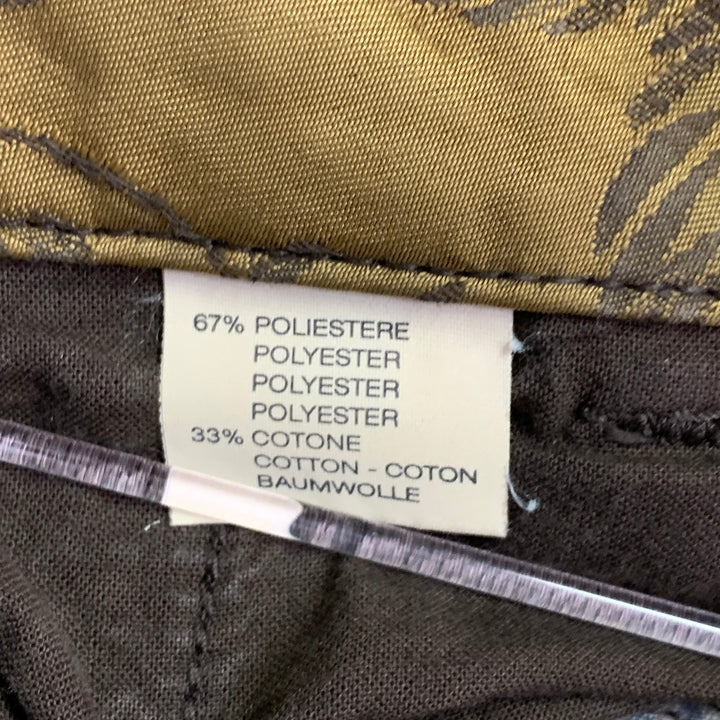 67% POLIESTERE
POLYESTER
POLYESTER
POLYESTER
33% COTONE
COTTON - COTON
BAUMWOLLE